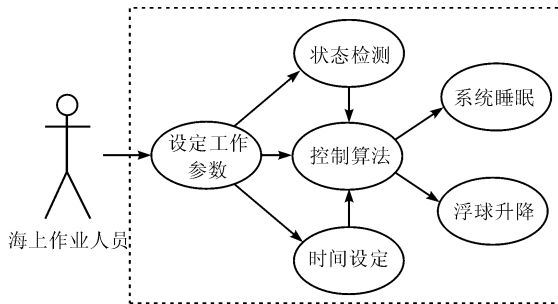 状态检测
系统睡眠
设定工作
参数
控制算法
浮球升降
海上作业人员
时间设定